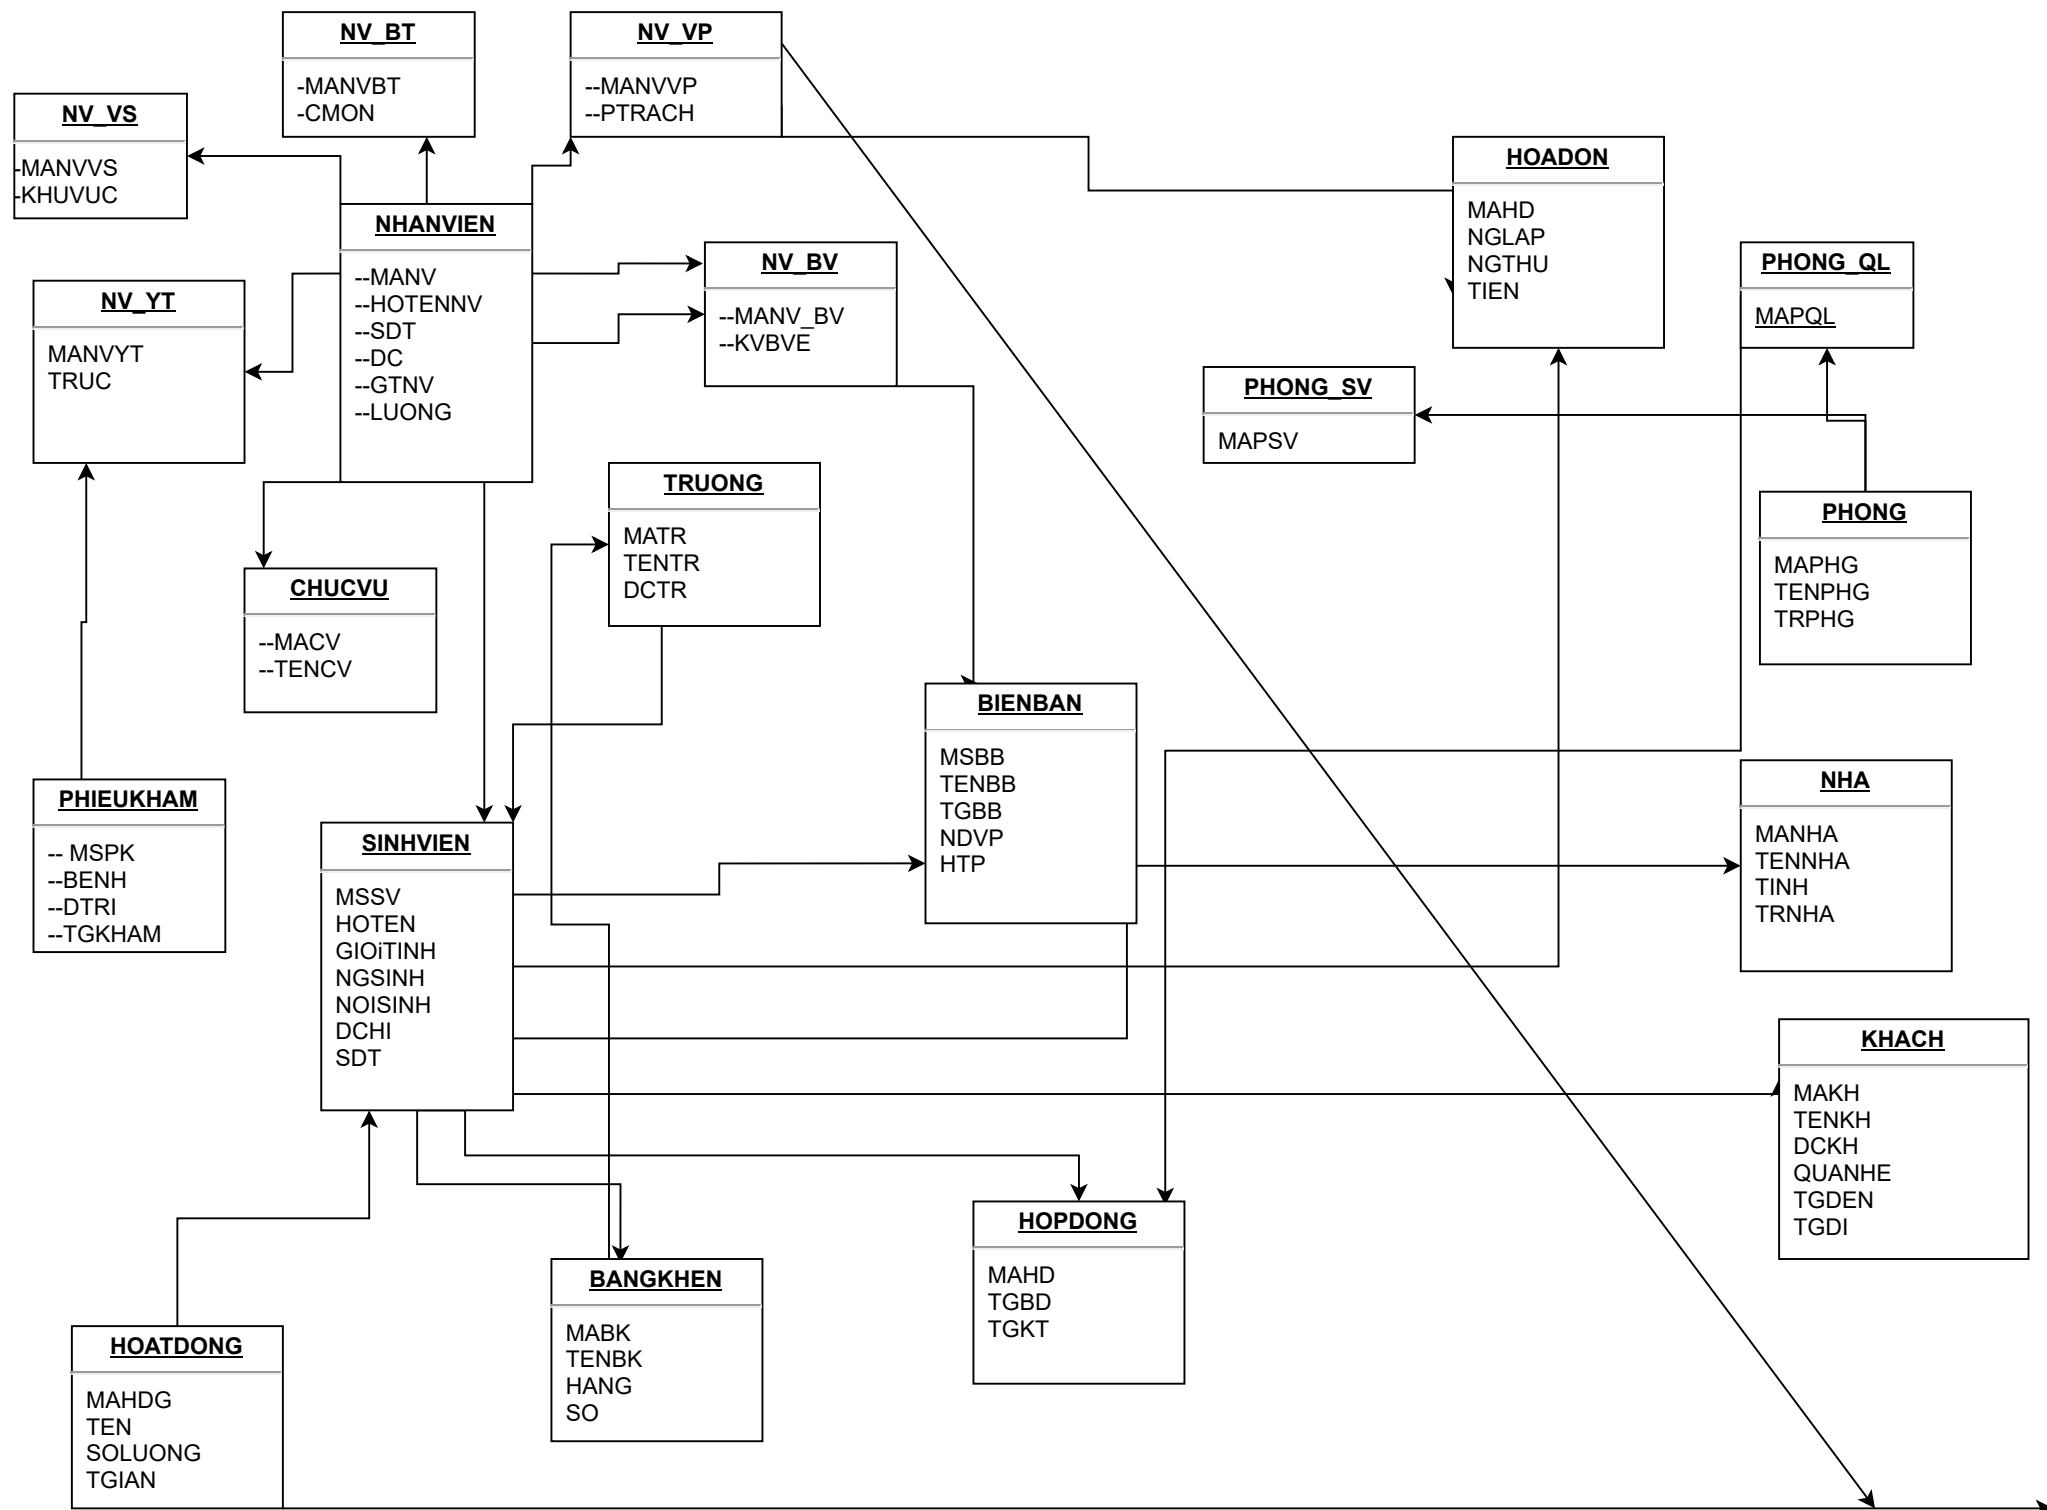 NV_BT
-MANVBT
-CMON
NV_VP
--MANVVP
--PTRACH
NV_VS
-MANVVS
-KHUVUC
HOADON
MAHD
NGLAP
NGTHU
TIEN
NHANVIEN
--MANV
--HOTENNV
--SDT
--DC
--GTNV
--LUONG
NV_BV
--MANV_BV
--KVBVE
PHONG_QL
MAPQL
NV_YT
MANVYT
TRUC
PHONG_SV
MAPSV
TRUONG
MATR
TENTR
DCTR
PHONG
MAPHG
TENPHG
TRPHG
CHUCVU
--MACV
--TENCV
BIENBAN
MSBB
TENBB
TGBB
NDVP
HTP
NHA
MANHA
TENNHA
TINH
TRNHA
PHIEUKHAM
-- MSPK
--BENH
--DTRI
--TGKHAM
SINHVIEN
MSSV
HOTEN
GIOiTINH
NGSINH
NOISINH
DCHI
SDT
KHACH
MAKH
TENKH
DCKH
QUANHE
TGDEN
TGDI
HOPDONG
MAHD
TGBD
TGKT
BANGKHEN
MABK
TENBK
HANG
SO
HOATDONG
MAHDG
TEN
SOLUONG
TGIAN